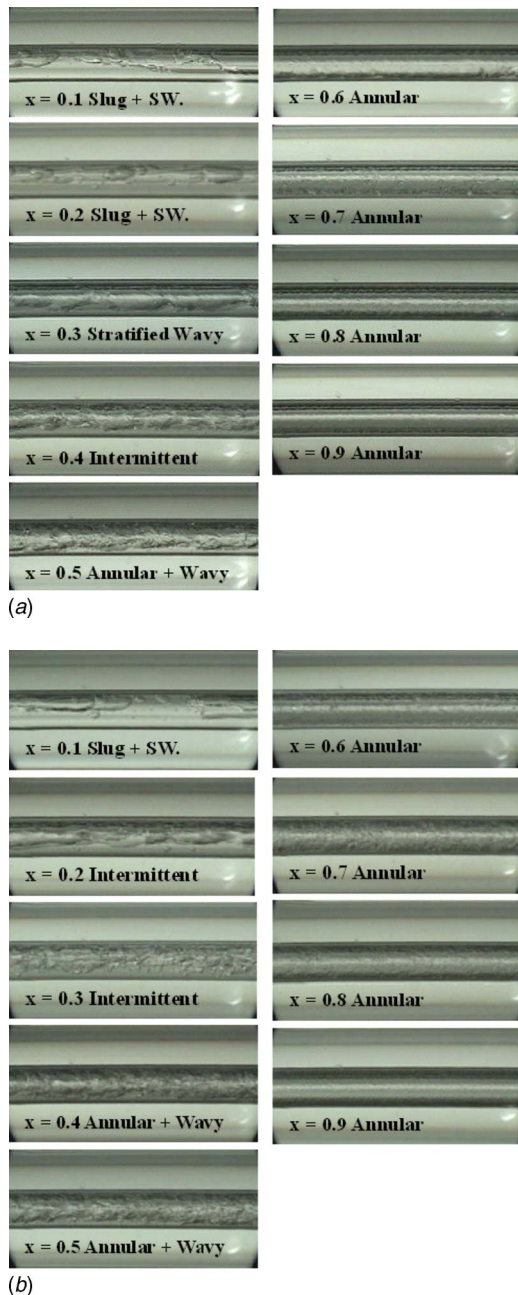 x = 0.1 Slug + SW.
x = 0.2 Slug + SW.
x = 0.3 Stratified Wavy
x = 0.4 Intermittent
x = 0.5 Annular + Wavy
x = 0.6 Annular
x = 0.7 Annular
x = 0.8 Annular
x = 0.9 Annular
(a)
x = 0.1 Slug + SW.
x = 0.2 Intermittent
x = 0.3 Intermittent
x = 0.4 Annular + Wavy
x = 0.5 Annular + Wavy
x = 0.6 Annular
x = 0.7 Annular
x = 0.8 Annular
x = 0.9 Annular
(b)